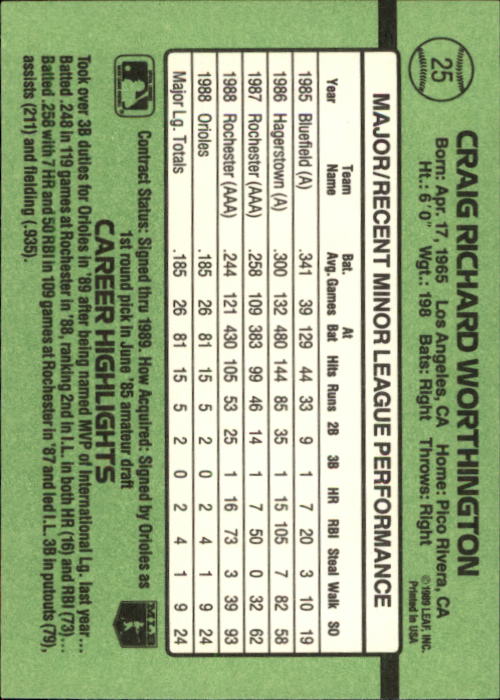 25
CRAIG RICHARD WORTHINGTON
Born: Apr. 17, 1965 Los Angeles, CA Home: Pico Rivera, CA
Ht.: 6'0" Wgt.: 198 Bats: Right Throws: Right
© 1989 LEAF, INC.
Printed in USA
MAJOR/RECENT MINOR LEAGUE PERFORMANCE
Year Team Name Bat. Avg. Games At Bat Hits Runs 2B 3B HR RBI Steal Walk SO
1985 Bluefield (A) .341 39 129 44 33 9 1 7 20 3 10 19
1986 Hagerstown (A) .300 132 480 144 85 35 1 15 105 7 82 58
1987 Rochester (AAA) .258 109 383 99 46 14 1 7 50 0 32 62
1988 Rochester (AAA) .244 121 430 105 53 25 1 16 73 3 39 93
1988 Orioles .185 26 81 15 5 2 0 2 4 1 9 24
Major Lg. Totals .185 26 81 15 5 2 0 2 4 1 9 24
Contract Status: Signed thru 1989. How Acquired: Signed by Orioles as
1st round pick in June '85 amateur draft
CAREER HIGHLIGHTS
Took over 3B duties for Orioles in '89 after being named MVP of International Lg. last year....
Batted .248 in 119 games at Rochester in '88, ranking 2nd in I.L. in both HR (16) and RBI (73)...
Batted .258 with 7 HR and 50 RBI in 109 games at Rochester in '87 and led I.L. 3B in putouts (79),
assists (211) and fielding (.935).